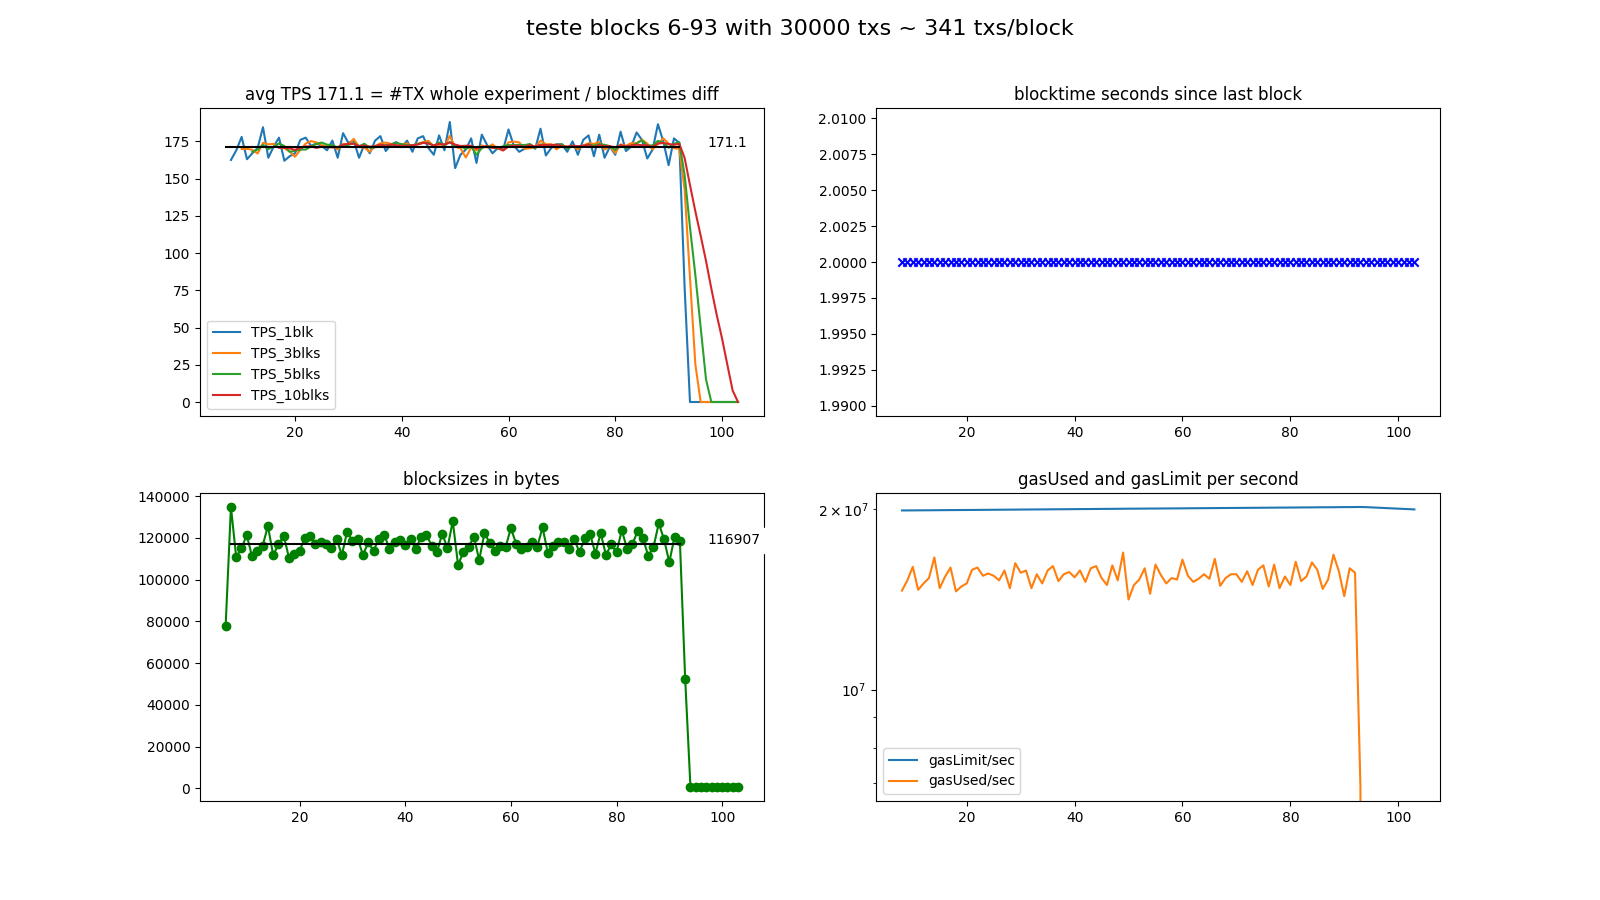 teste blocks 6-93 with 30000 txs ~ 341 txs/block
avg TPS 171.1 = #TX whole experiment / blocktimes diff
175
150
125
100
75
50
25
0
171.1
TPS_1blk
TPS_3blks
TPS_5blks
TPS_10blks
20 40 60 80 100
blocktime seconds since last block
2.0100
2.0075
2.0050
2.0025
2.0000
1.9975
1.9950
1.9925
1.9900
20 40 60 80 100
blocksizes in bytes
140000
120000
100000
80000
60000
40000
20000
0
116907
20 40 60 80 100
gasUsed and gasLimit per second
2 × 10⁷
10⁷
gasLimit/sec
gasUsed/sec
20 40 60 80 100